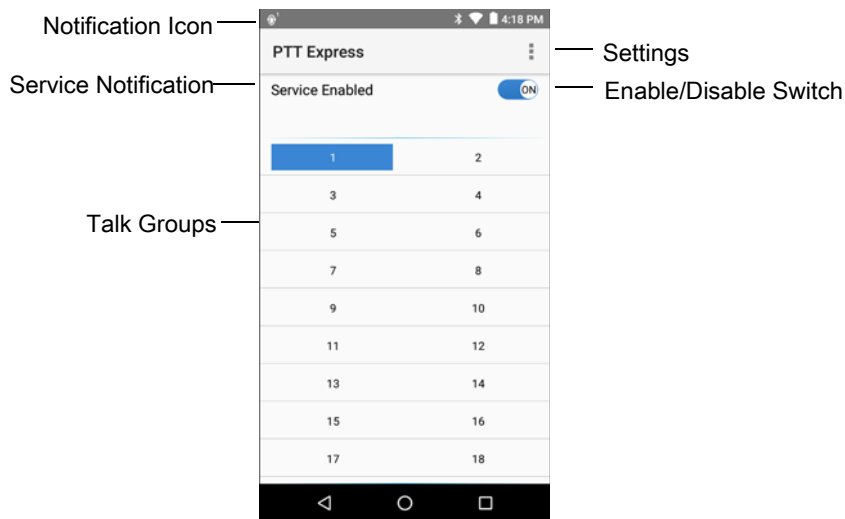 Notification Icon
1
4:18 PM
PTT Express
Settings
Service Notification
Service Enabled
ON
Enable/Disable Switch
1 2
3 4
Talk Groups
5 6
7 8
9 10
11 12
13 14
15 16
17 18